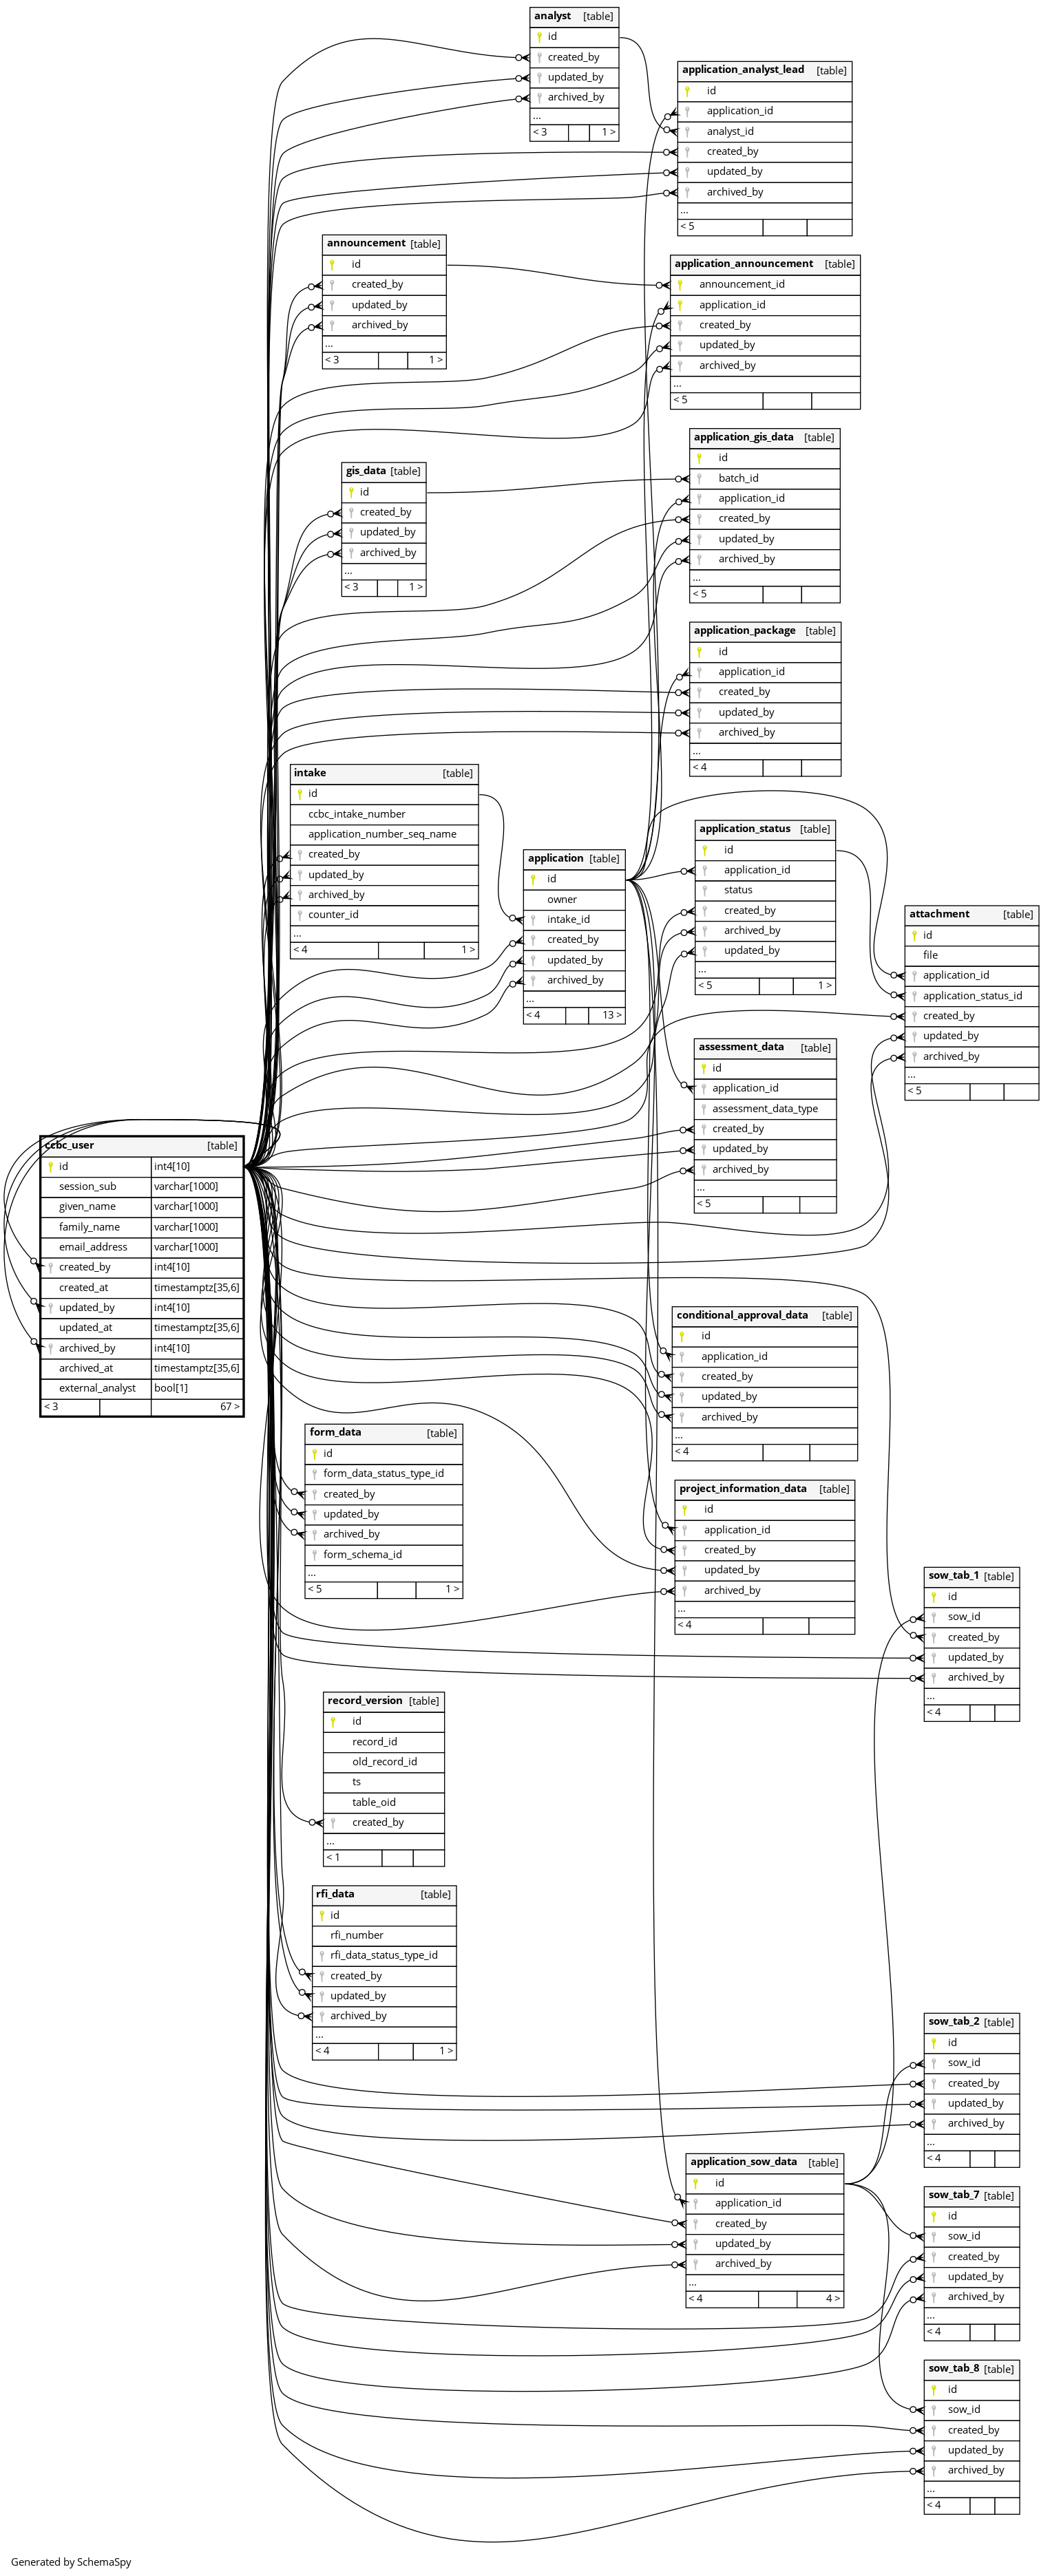 analyst [table]
id
created_by
updated_by
archived_by
...
< 3 1 >
application_analyst_lead [table]
id
application_id
analyst_id
created_by
updated_by
archived_by
...
< 5
announcement [table]
id
created_by
updated_by
archived_by
...
< 3 1 >
application_announcement [table]
announcement_id
application_id
created_by
updated_by
archived_by
...
< 5
application_gis_data [table]
id
batch_id
application_id
created_by
updated_by
archived_by
...
< 5
gis_data [table]
id
created_by
updated_by
archived_by
...
< 3 1 >
application_package [table]
id
application_id
created_by
updated_by
archived_by
...
< 4
intake [table]
id
ccbc_intake_number
application_number_seq_name
created_by
updated_by
archived_by
counter_id
...
< 4 1 >
application [table]
id
owner
intake_id
created_by
updated_by
archived_by
...
< 4 13 >
application_status [table]
id
application_id
status
created_by
archived_by
updated_by
...
< 5 1 >
attachment [table]
id
file
application_id
application_status_id
created_by
updated_by
archived_by
...
< 5
assessment_data [table]
id
application_id
assessment_data_type
created_by
updated_by
archived_by
...
< 5
ccbc_user [table]
id int4[10]
session_sub varchar[1000]
given_name varchar[1000]
family_name varchar[1000]
email_address varchar[1000]
created_by int4[10]
created_at timestamptz[35,6]
updated_by int4[10]
updated_at timestamptz[35,6]
archived_by int4[10]
archived_at timestamptz[35,6]
external_analyst bool[1]
< 3 67 >
conditional_approval_data [table]
id
application_id
created_by
updated_by
archived_by
...
< 4
form_data [table]
id
form_data_status_type_id
created_by
updated_by
archived_by
form_schema_id
...
< 5 1 >
project_information_data [table]
id
application_id
created_by
updated_by
archived_by
...
< 4
sow_tab_1 [table]
id
sow_id
created_by
updated_by
archived_by
...
< 4
record_version [table]
id
record_id
old_record_id
ts
table_oid
created_by
...
< 1
rfi_data [table]
id
rfi_number
rfi_data_status_type_id
created_by
updated_by
archived_by
...
< 4 1 >
sow_tab_2 [table]
id
sow_id
created_by
updated_by
archived_by
...
< 4
application_sow_data [table]
id
application_id
created_by
updated_by
archived_by
...
< 4 4 >
sow_tab_7 [table]
id
sow_id
created_by
updated_by
archived_by
...
< 4
sow_tab_8 [table]
id
sow_id
created_by
updated_by
archived_by
...
< 4
Generated by SchemaSpy